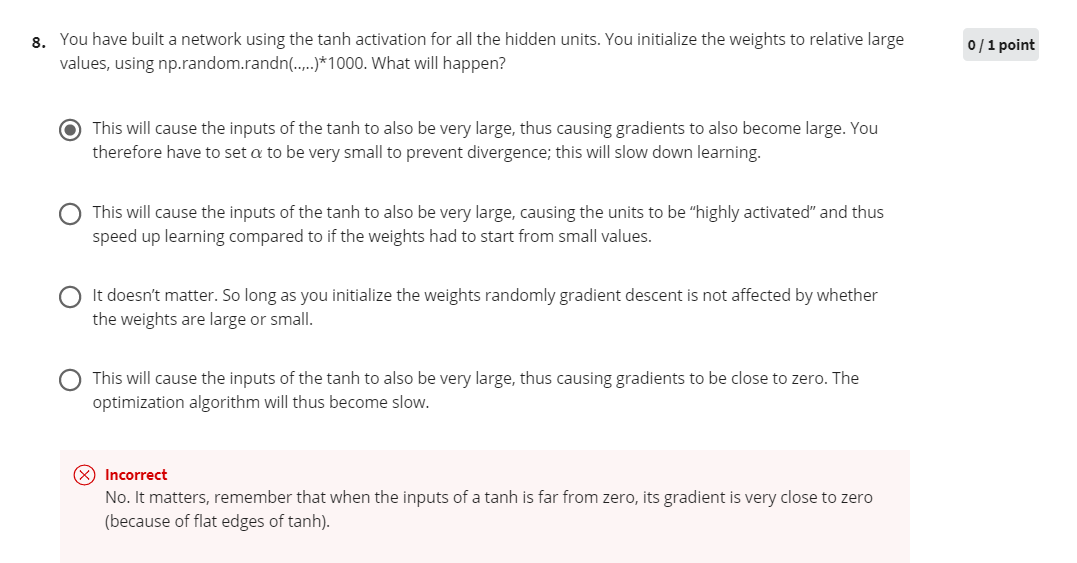 8. You have built a network using the tanh activation for all the hidden units. You initialize the weights to relative large
values, using np.random.randn(..,..)*1000. What will happen?
0 / 1 point
This will cause the inputs of the tanh to also be very large, thus causing gradients to also become large. You
therefore have to set α to be very small to prevent divergence; this will slow down learning.
This will cause the inputs of the tanh to also be very large, causing the units to be “highly activated” and thus
speed up learning compared to if the weights had to start from small values.
It doesn’t matter. So long as you initialize the weights randomly gradient descent is not affected by whether
the weights are large or small.
This will cause the inputs of the tanh to also be very large, thus causing gradients to be close to zero. The
optimization algorithm will thus become slow.
Incorrect
No. It matters, remember that when the inputs of a tanh is far from zero, its gradient is very close to zero
(because of flat edges of tanh).